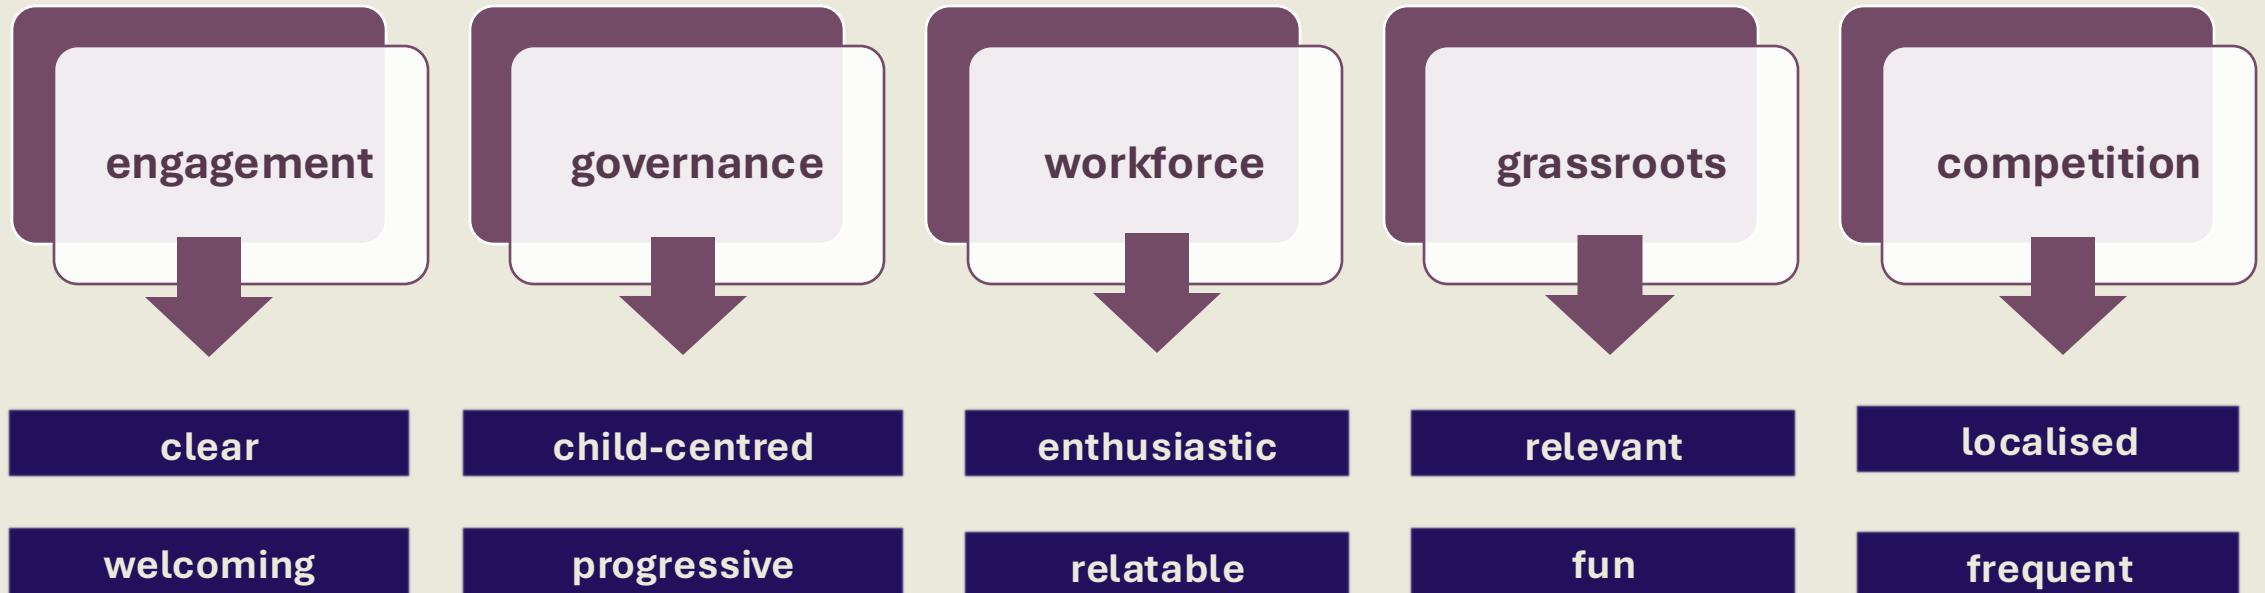 engagement
governance
workforce
grassroots
competition
clear
child-centred
enthusiastic
relevant
localised
welcoming
progressive
relatable
fun
frequent